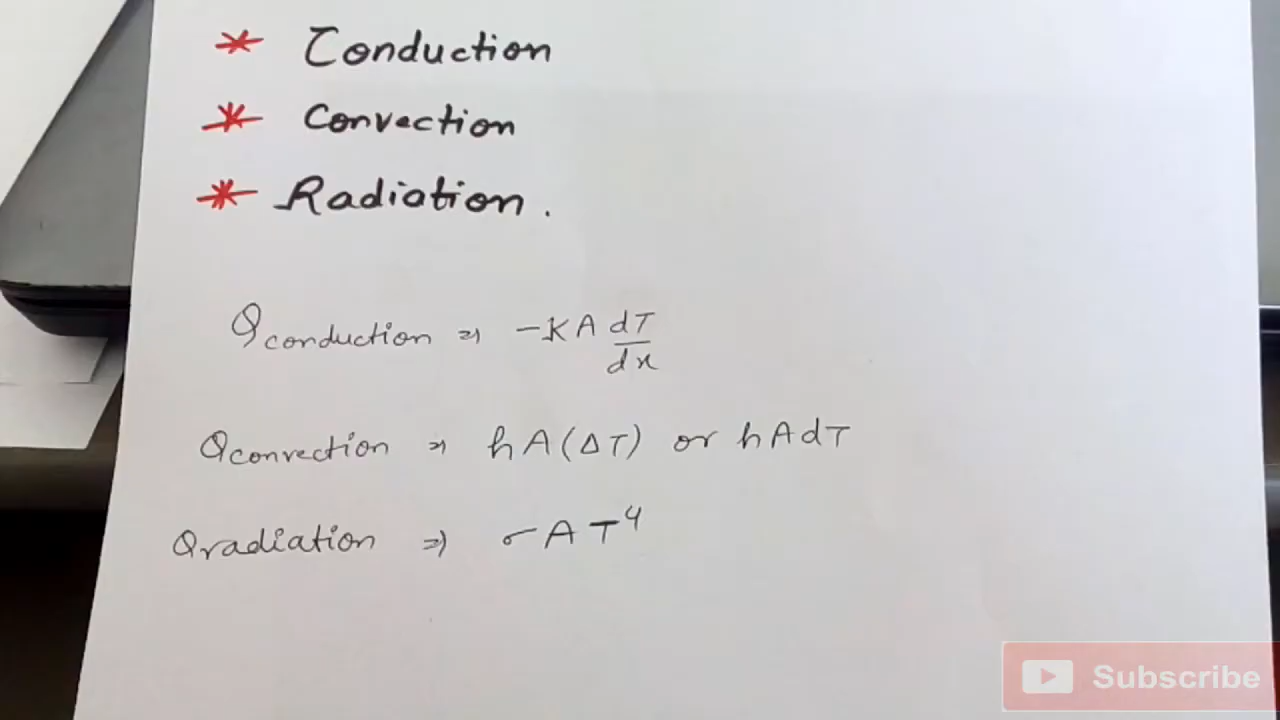 * Conduction
* Convection
* Radiation.
Qconduction ⇒ -KA dT/dx
Qconvection ⇒ hA(ΔT) or hAdT
Qradiation ⇒ σAT⁴
Subscribe